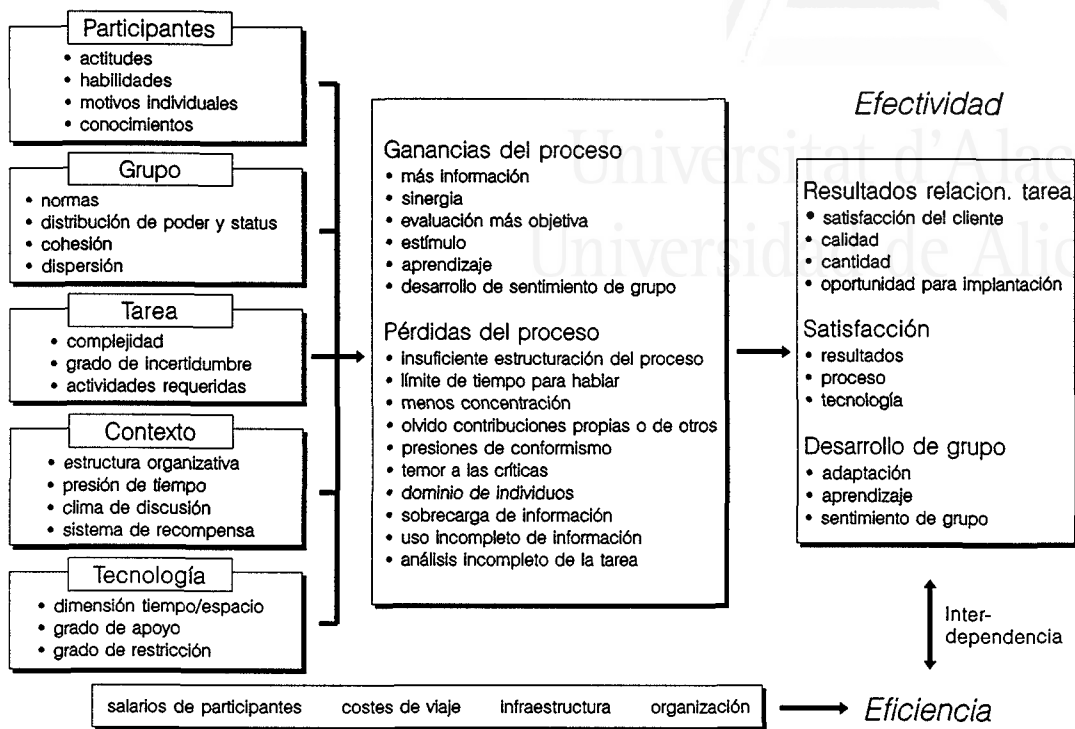 Participantes
• actitudes
• habilidades
• motivos individuales
• conocimientos
Grupo
• normas
• distribución de poder y status
• cohesión
• dispersión
Tarea
• complejidad
• grado de incertidumbre
• actividades requeridas
Contexto
• estructura organizativa
• presión de tiempo
• clima de discusión
• sistema de recompensa
Tecnología
• dimensión tiempo/espacio
• grado de apoyo
• grado de restricción
Ganancias del proceso
• más información
• sinergia
• evaluación más objetiva
• estímulo
• aprendizaje
• desarrollo de sentimiento de grupo
Pérdidas del proceso
• insuficiente estructuración del proceso
• límite de tiempo para hablar
• menos concentración
• olvido contribuciones propias o de otros
• presiones de conformismo
• temor a las críticas
• dominio de individuos
• sobrecarga de información
• uso incompleto de información
• análisis incompleto de la tarea
Efectividad
Resultados relacion. tarea
• satisfacción del cliente
• calidad
• cantidad
• oportunidad para implantación
Satisfacción
• resultados
• proceso
• tecnología
Desarrollo de grupo
• adaptación
• aprendizaje
• sentimiento de grupo
Inter-
dependencia
salarios de participantes costes de viaje infraestructura organización
Eficiencia
Universitat d'Alac
Universidad de Alic